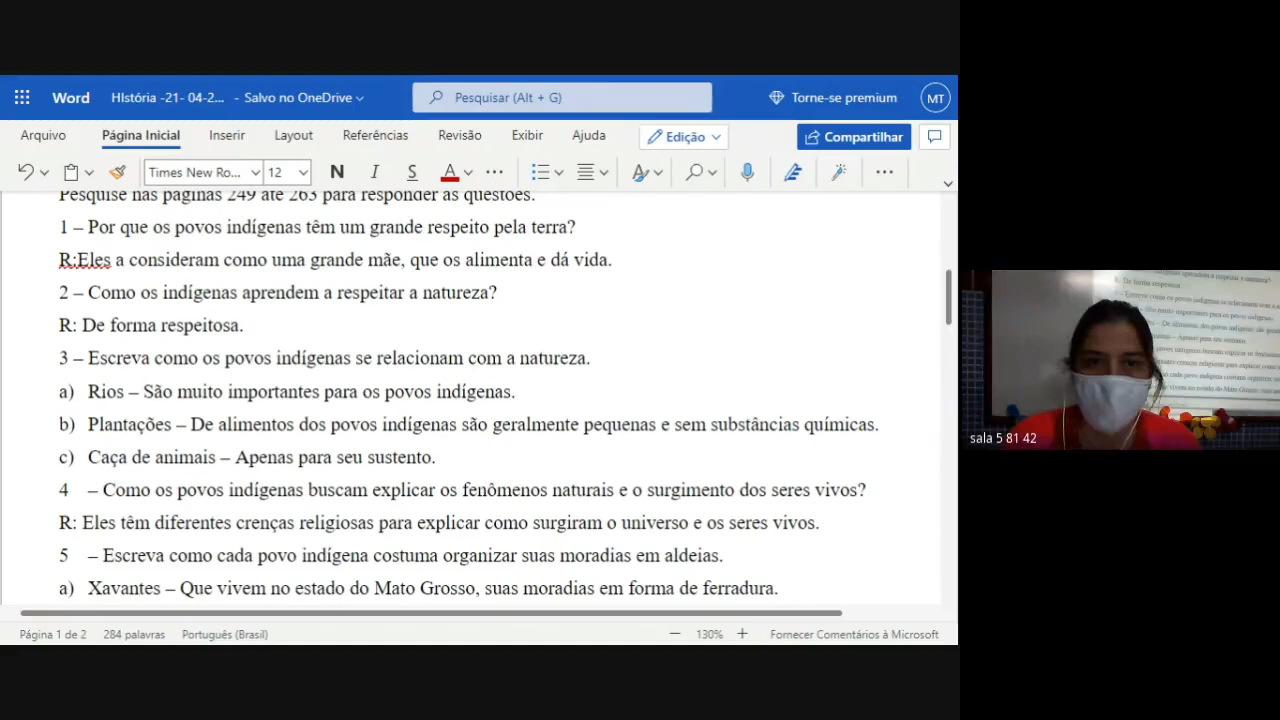 Word HIstória -21- 04-2... - Salvo no OneDrive Pesquisar (Alt + G) Torne-se premium MT
Arquivo Página Inicial Inserir Layout Referências Revisão Exibir Ajuda Edição Compartilhar
Times New Ro... 12 N I S A ...
Pesquise nas páginas 249 até 263 para responder as questões.
1 – Por que os povos indígenas têm um grande respeito pela terra?
R:Eles a consideram como uma grande mãe, que os alimenta e dá vida.
2 – Como os indígenas aprendem a respeitar a natureza?
R: De forma respeitosa.
3 – Escreva como os povos indígenas se relacionam com a natureza.
a) Rios – São muito importantes para os povos indígenas.
b) Plantações – De alimentos dos povos indígenas são geralmente pequenas e sem substâncias químicas.
c) Caça de animais – Apenas para seu sustento.
4 – Como os povos indígenas buscam explicar os fenômenos naturais e o surgimento dos seres vivos?
R: Eles têm diferentes crenças religiosas para explicar como surgiram o universo e os seres vivos.
5 – Escreva como cada povo indígena costuma organizar suas moradias em aldeias.
a) Xavantes – Que vivem no estado do Mato Grosso, suas moradias em forma de ferradura.
Página 1 de 2 284 palavras Português (Brasil) 130% Fornecer Comentários à Microsoft
sala 5 81 42